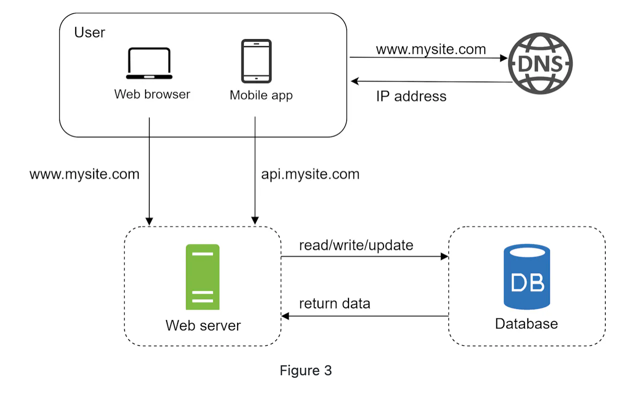 User
Web browser
Mobile app
www.mysite.com
DNS
IP address
www.mysite.com
api.mysite.com
read/write/update
return data
Web server
DB
Database
Figure 3